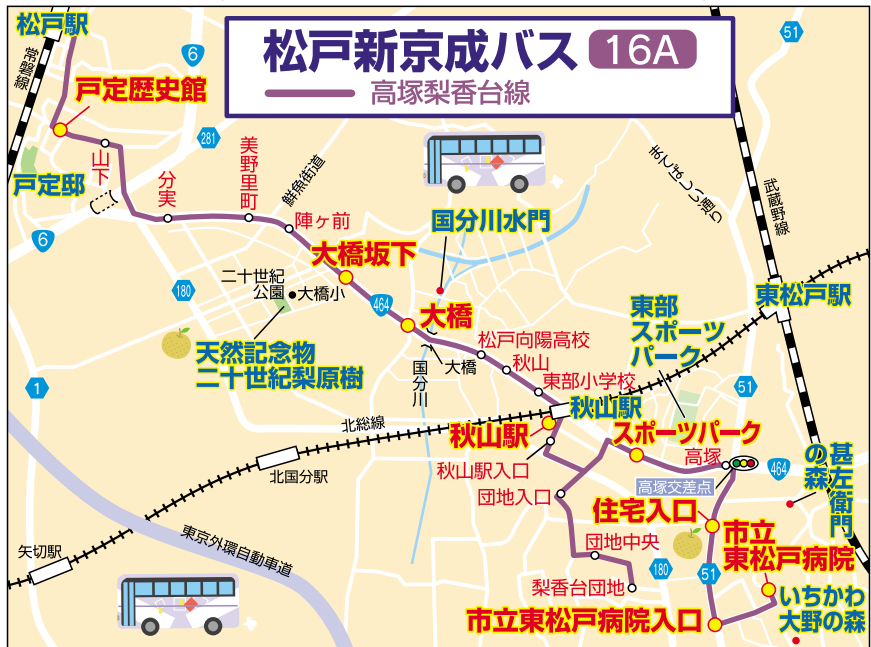 松戸駅
常磐線
6
松戸新京成バス 16A
高塚梨香台線
51
戸定歴史館
281
山下
美野里町
鮮魚街道
まてばしい通り
武蔵野線
戸定邸
分実
6
陣ヶ前
国分川水門
大橋坂下
二十世紀
公園
大橋小
180
464
東松戸駅
東部
スポーツ
パーク
大橋
天然記念物
二十世紀梨原樹
松戸向陽高校
秋山
大橋
国分川
東部小学校
1
51
北総線
秋山駅
秋山駅
スポーツパーク
北国分駅
秋山駅入口
高塚
464
甚左衛門
の森
団地入口
高塚交差点
住宅入口
市立
東松戸病院
東京外環自動車道
矢切駅
団地中央
180
51
梨香台団地
いちかわ
大野の森
市立東松戸病院入口